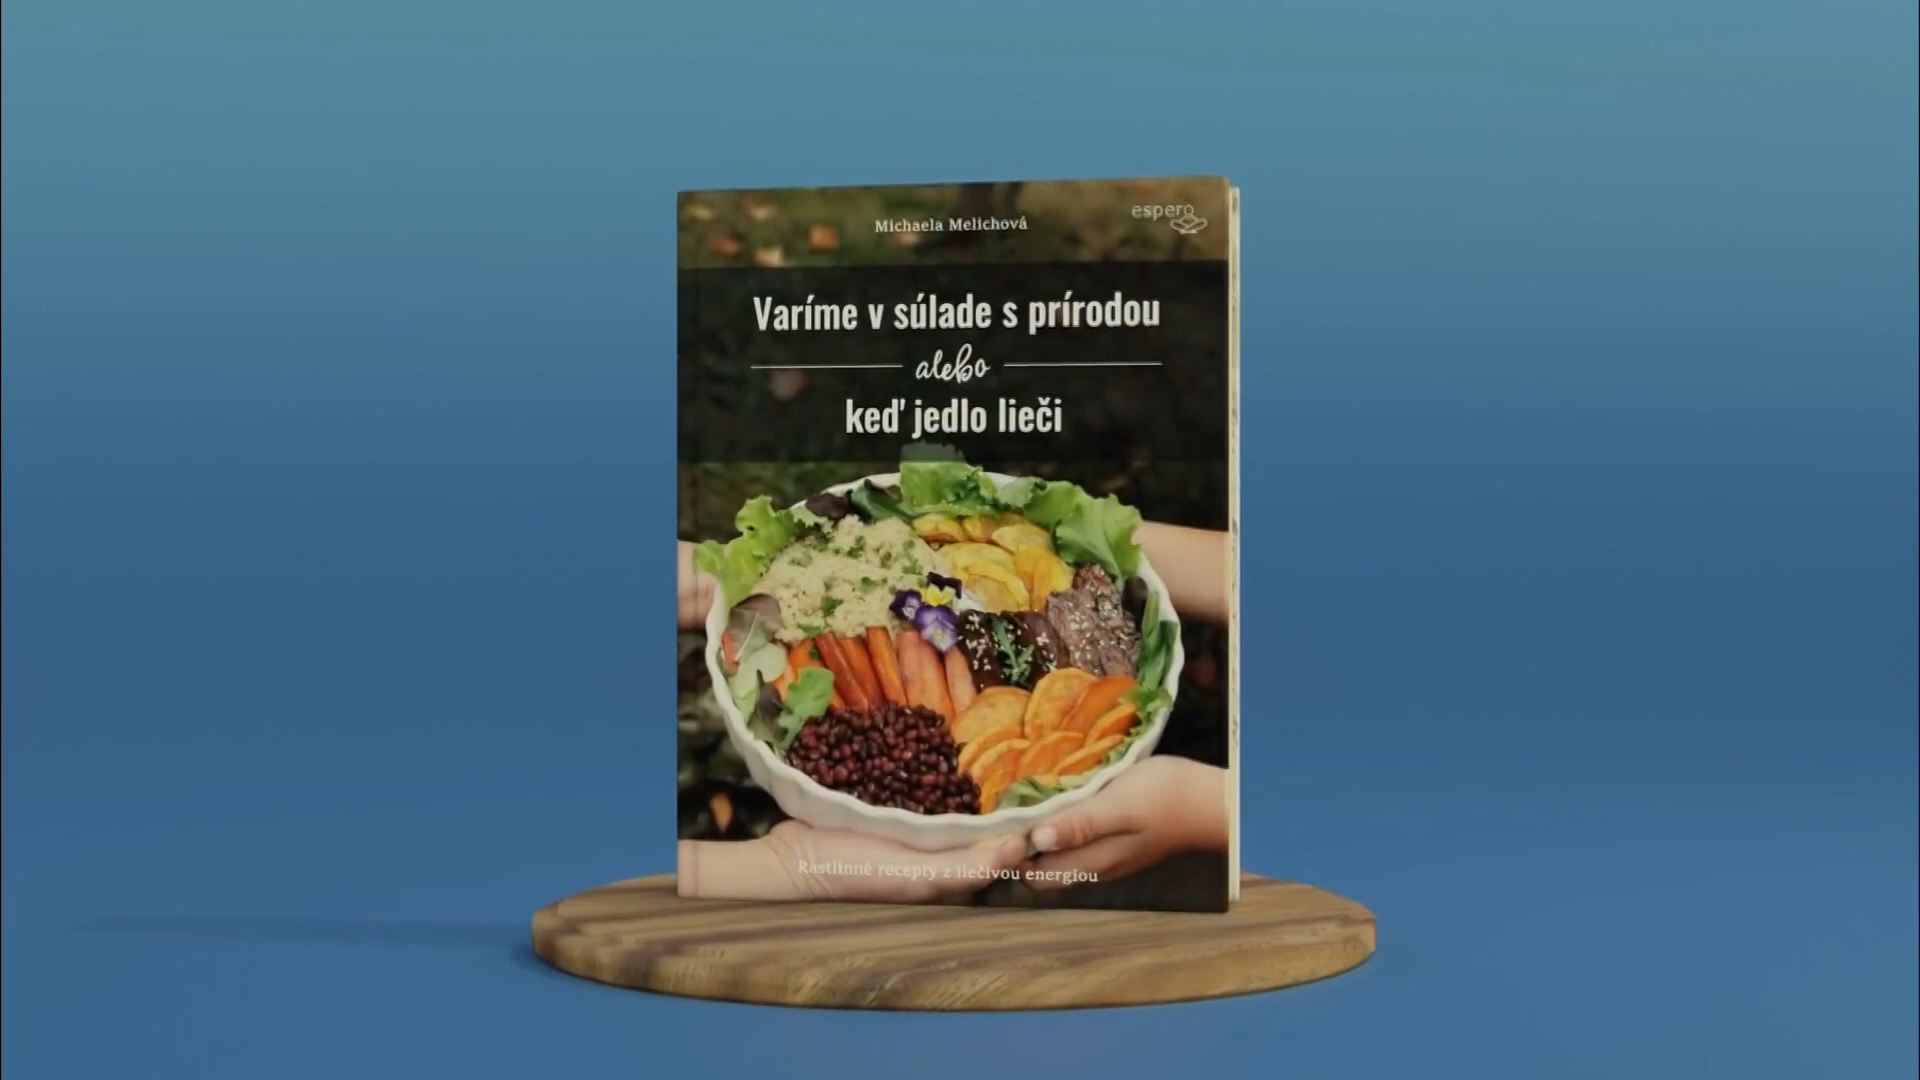 Michaela Melichová
espero
Varíme v súlade s prírodou
alebo
keď jedlo lieči
Rastlinné recepty z liečivou energiou